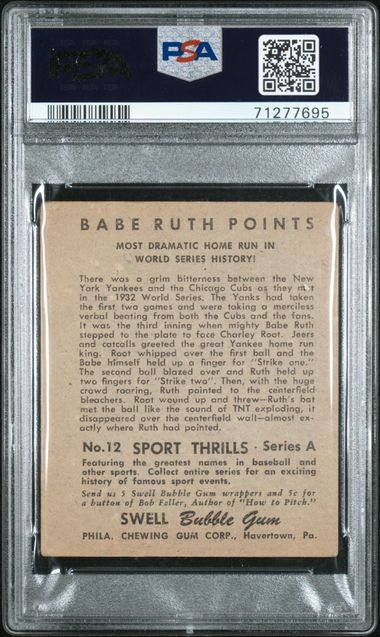 PSA
PSA
71277695
BABE RUTH POINTS
MOST DRAMATIC HOME RUN IN
WORLD SERIES HISTORY!
There was a grim bitterness between the New
York Yankees and the Chicago Cubs as they met
in the 1932 World Series. The Yanks had taken
the first two games and were taking a merciless
verbal beating from both the Cubs and the fans.
It was the third inning when mighty Babe Ruth
stepped to the plate to face Charley Root. Jeers
and catcalls greeted the great Yankee home run
king. Root whipped over the first ball and the
Babe himself held up a finger for "Strike one."
The second ball blazed over and Ruth held up
two fingers for "Strike two". Then, with the huge
crowd roaring, Ruth pointed to the centerfield
bleachers. Root wound up and threw—Ruth's bat
met the ball like the sound of TNT exploding, it
disappeared over the centerfield wall—almost ex-
actly where Ruth had pointed.
No.12 SPORT THRILLS · Series A
Featuring the greatest names in baseball and
other sports. Collect entire series for an exciting
history of famous sport events.
Send us 5 Swell Bubble Gum wrappers and 5c for
a button of Bob Feller, Author of "How to Pitch."
SWELL Bubble Gum
PHILA. CHEWING GUM CORP., Havertown, Pa.